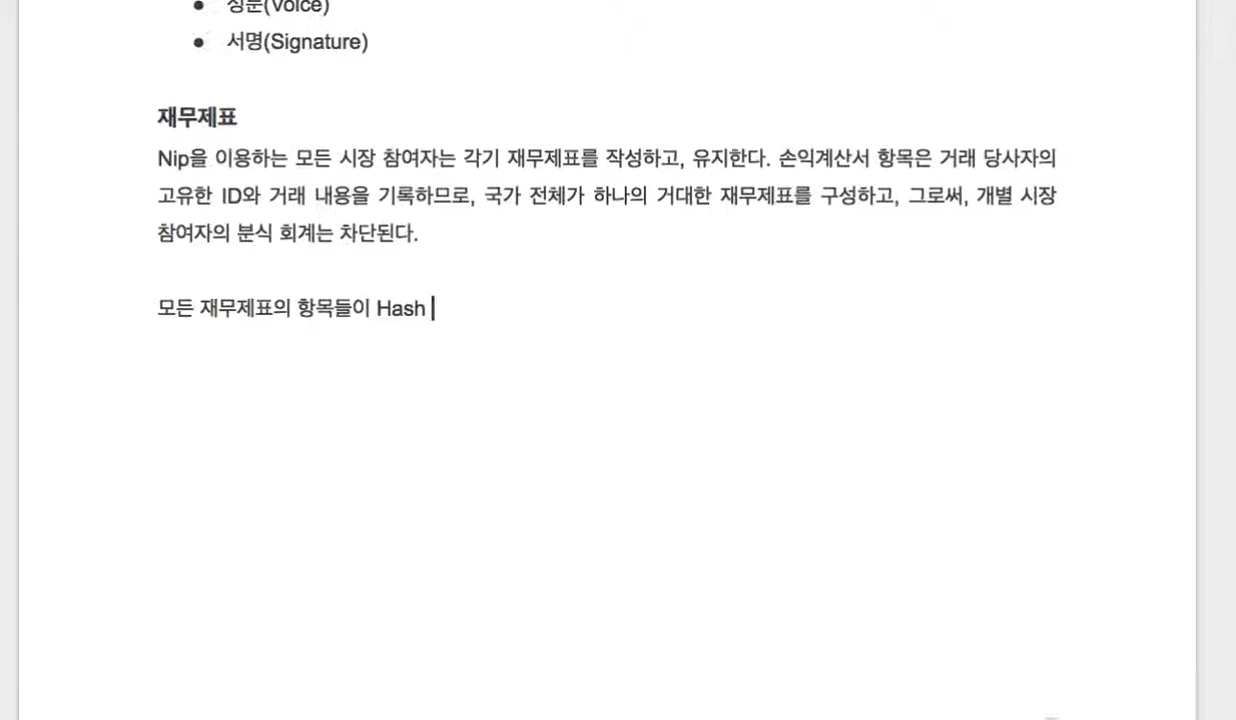 ● 성문(Voice)
● 서명(Signature)
재무제표
Nip을 이용하는 모든 시장 참여자는 각기 재무제표를 작성하고, 유지한다. 손익계산서 항목은 거래 당사자의
고유한 ID와 거래 내용을 기록하므로, 국가 전체가 하나의 거대한 재무제표를 구성하고, 그로써, 개별 시장
참여자의 분식 회계는 차단된다.
모든 재무제표의 항목들이 Hash